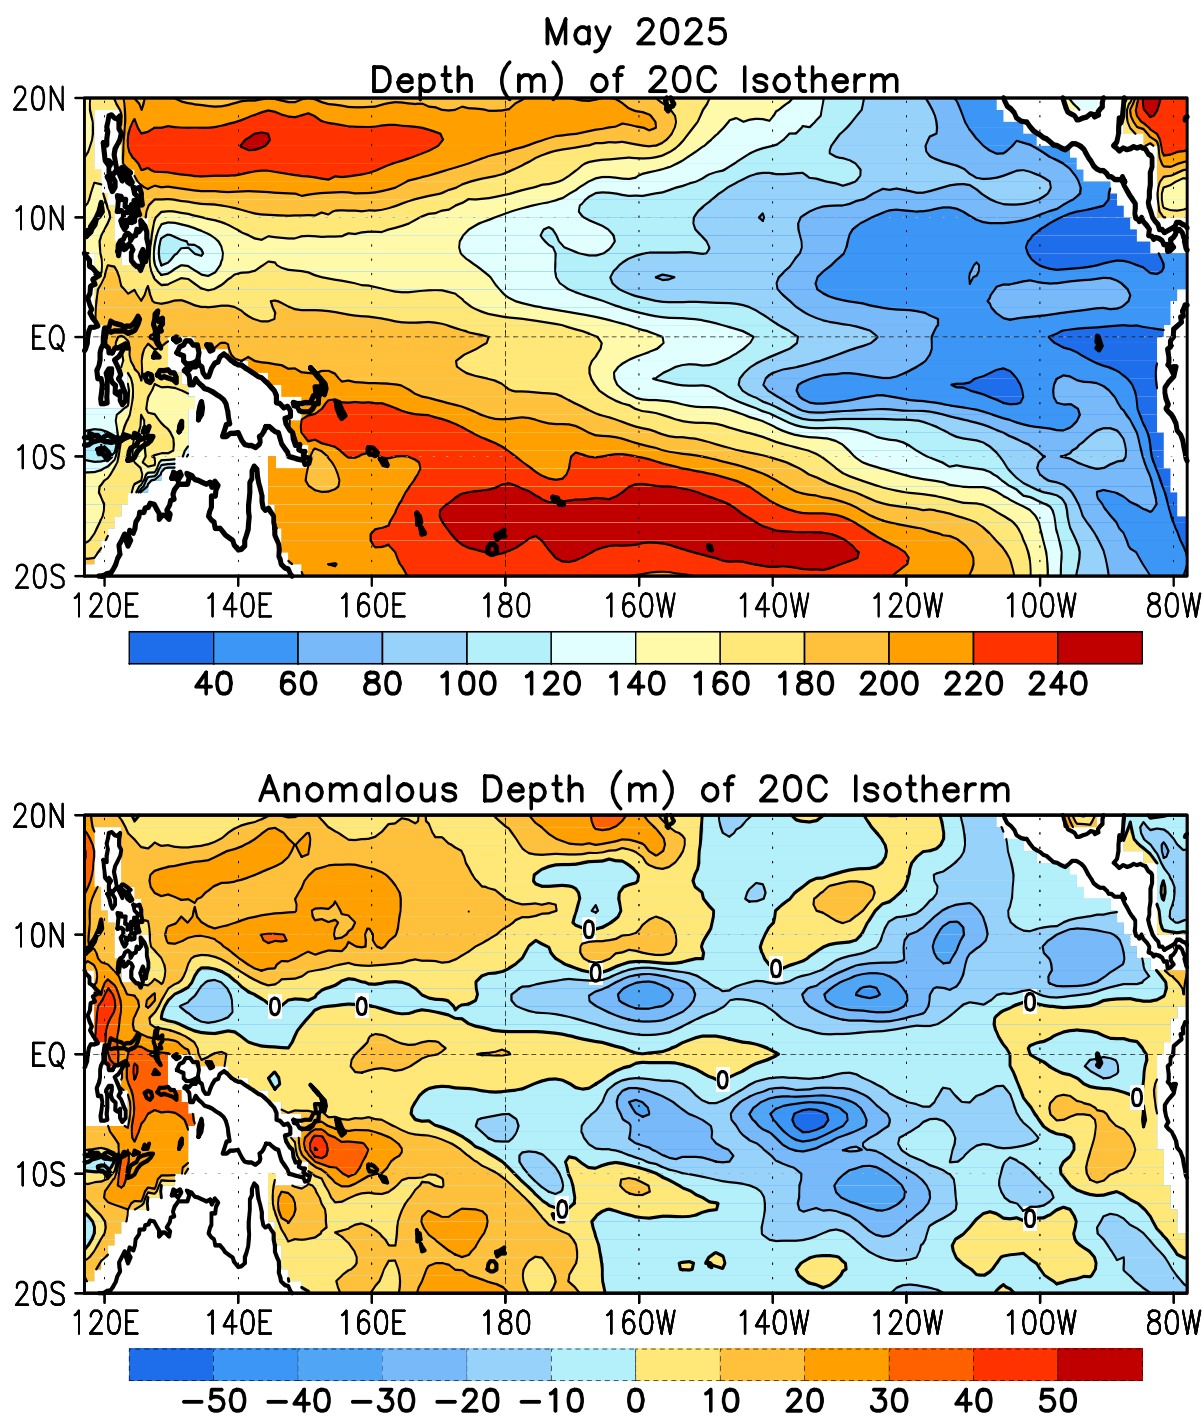 May 2025
Depth (m) of 20C Isotherm
20N
10N
EQ
10S
20S
120E 140E 160E 180 160W 140W 120W 100W 80W
40 60 80 100 120 140 160 180 200 220 240
Anomalous Depth (m) of 20C Isotherm
20N
0
10N
0 0
0 0 0
EQ
0
0
10S
0 0
20S
120E 140E 160E 180 160W 140W 120W 100W 80W
-50 -40 -30 -20 -10 0 10 20 30 40 50